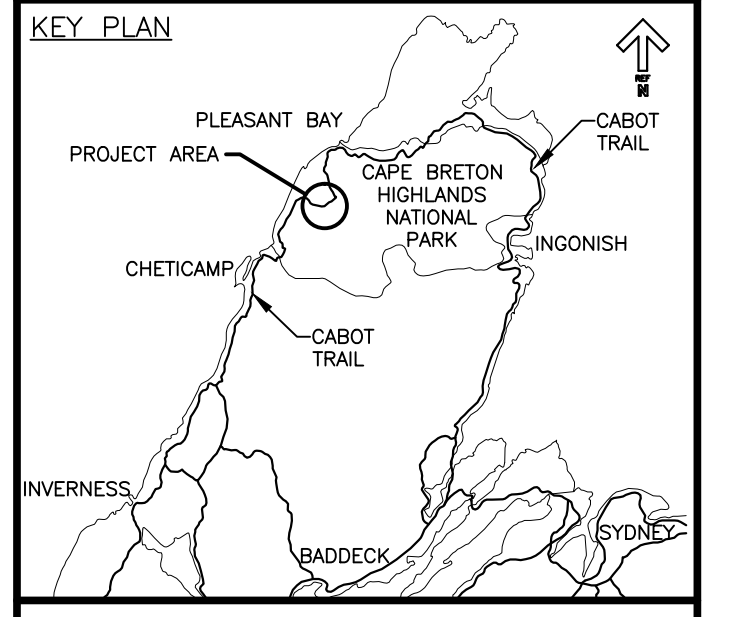 KEY PLAN
REF
N
PLEASANT BAY
CABOT
TRAIL
PROJECT AREA
CAPE BRETON
HIGHLANDS
NATIONAL
PARK
INGONISH
CHETICAMP
CABOT
TRAIL
INVERNESS
SYDNEY
BADDECK